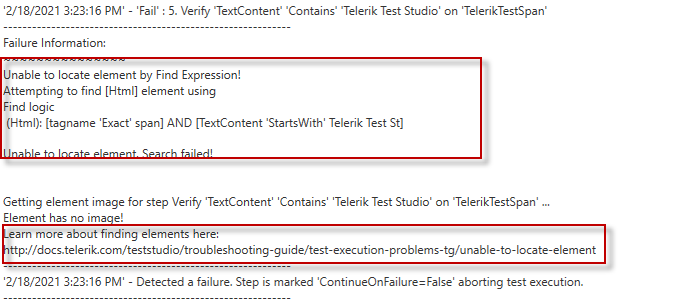 '2/18/2021 3:23:16 PM' - 'Fail' : 5. Verify 'TextContent' 'Contains' 'Telerik Test Studio' on 'TelerikTestSpan'
------------------------------------------------------------
Failure Information:
~~~~~~~~~~~~~~~
Unable to locate element by Find Expression!
Attempting to find [Html] element using
Find logic
(Html): [tagname 'Exact' span] AND [TextContent 'StartsWith' Telerik Test St]
Unable to locate element. Search failed!
Getting element image for step Verify 'TextContent' 'Contains' 'Telerik Test Studio' on 'TelerikTestSpan' ...
Element has no image!
Learn more about finding elements here:
http://docs.telerik.com/teststudio/troubleshooting-guide/test-execution-problems-tg/unable-to-locate-element
------------------------------------------------------------
'2/18/2021 3:23:16 PM' - Detected a failure. Step is marked 'ContinueOnFailure=False' aborting test execution.
------------------------------------------------------------